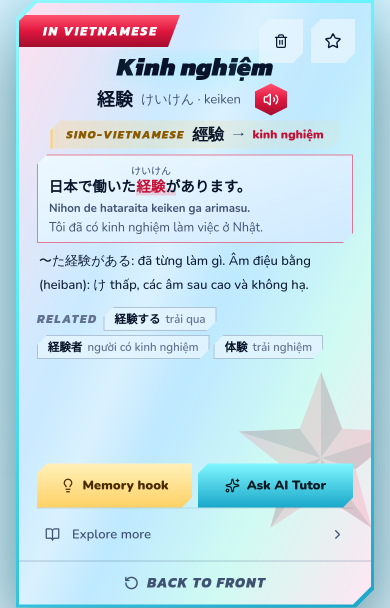 IN VIETNAMESE
Kinh nghiệm
経験 けいけん · keiken
SINO-VIETNAMESE 經驗 → kinh nghiệm
けいけん
日本で働いた経験があります。
Nihon de hataraita keiken ga arimasu.
Tôi đã có kinh nghiệm làm việc ở Nhật.
〜た経験がある: đã từng làm gì. Âm điệu bằng
(heiban): け thấp, các âm sau cao và không hạ.
RELATED 経験する trải qua
経験者 người có kinh nghiệm 体験 trải nghiệm
Memory hook Ask AI Tutor
Explore more
BACK TO FRONT